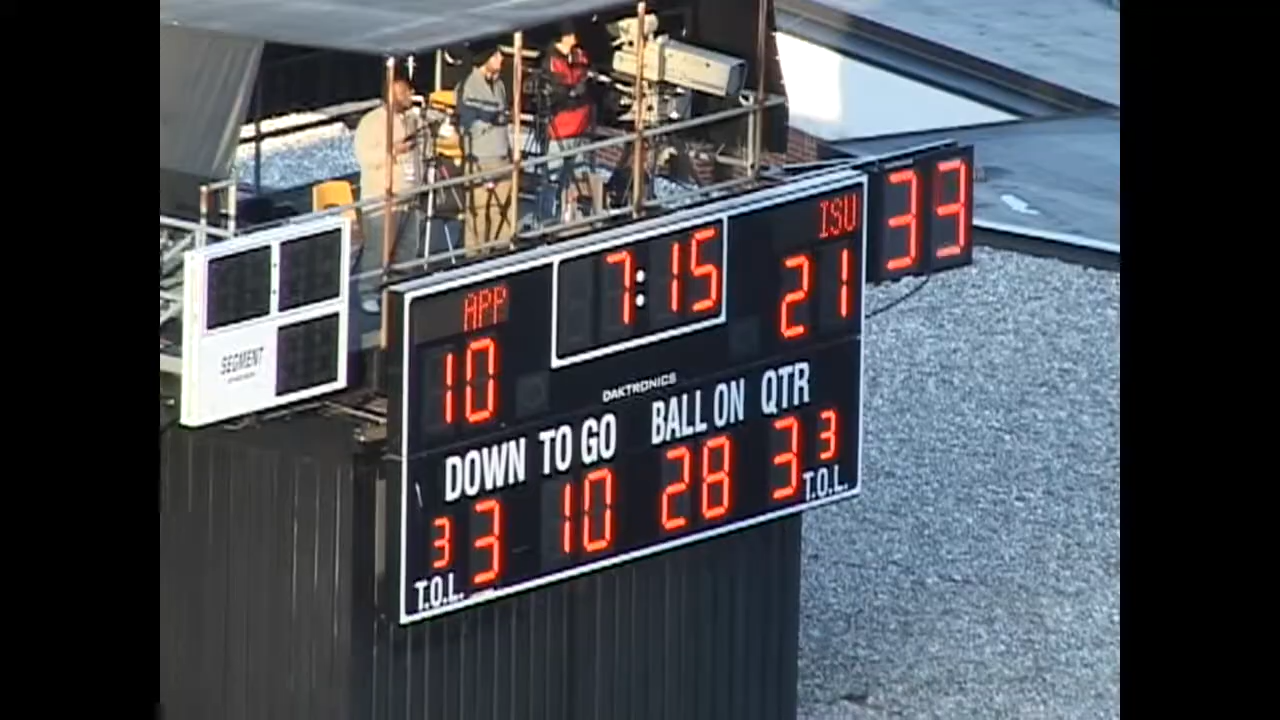 ISU 33
APP 7:15 21
10
SEGMENT
DAKTRONICS
DOWN TO GO BALL ON QTR
3 3 10 28 3 3
T.O.L. T.O.L.